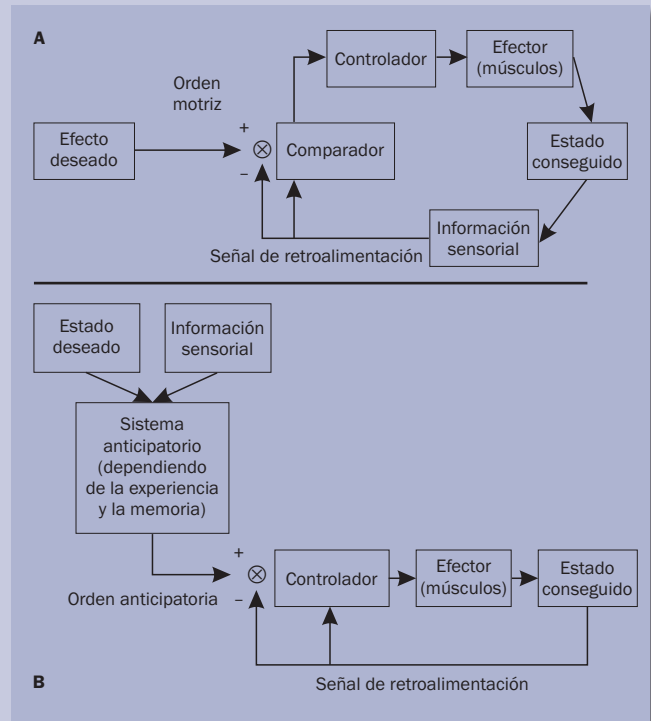 A
Controlador
Efector
(músculos)
Orden
motriz
+
Efecto
deseado
⊗
Comparador
Estado
conseguido
–
Información
sensorial
Señal de retroalimentación
Estado
deseado
Información
sensorial
Sistema
anticipatorio
(dependiendo
de la experiencia
y la memoria)
+
⊗
Controlador
Efector
(músculos)
Estado
conseguido
Orden anticipatoria
–
B
Señal de retroalimentación